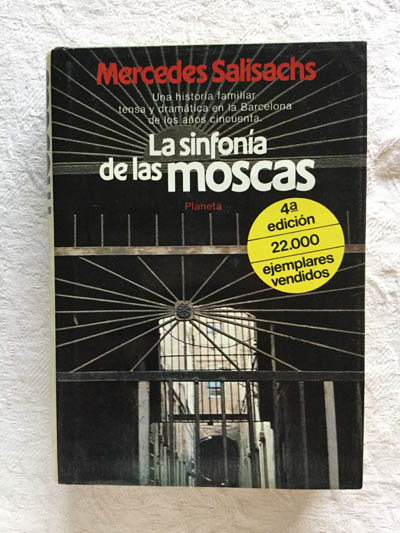 Mercedes Salisachs
Una historia familiar
tensa y dramática en la Barcelona
de los años cincuenta.
La sinfonía
de las moscas
Planeta
4ª
edición
22.000
ejemplares
vendidos